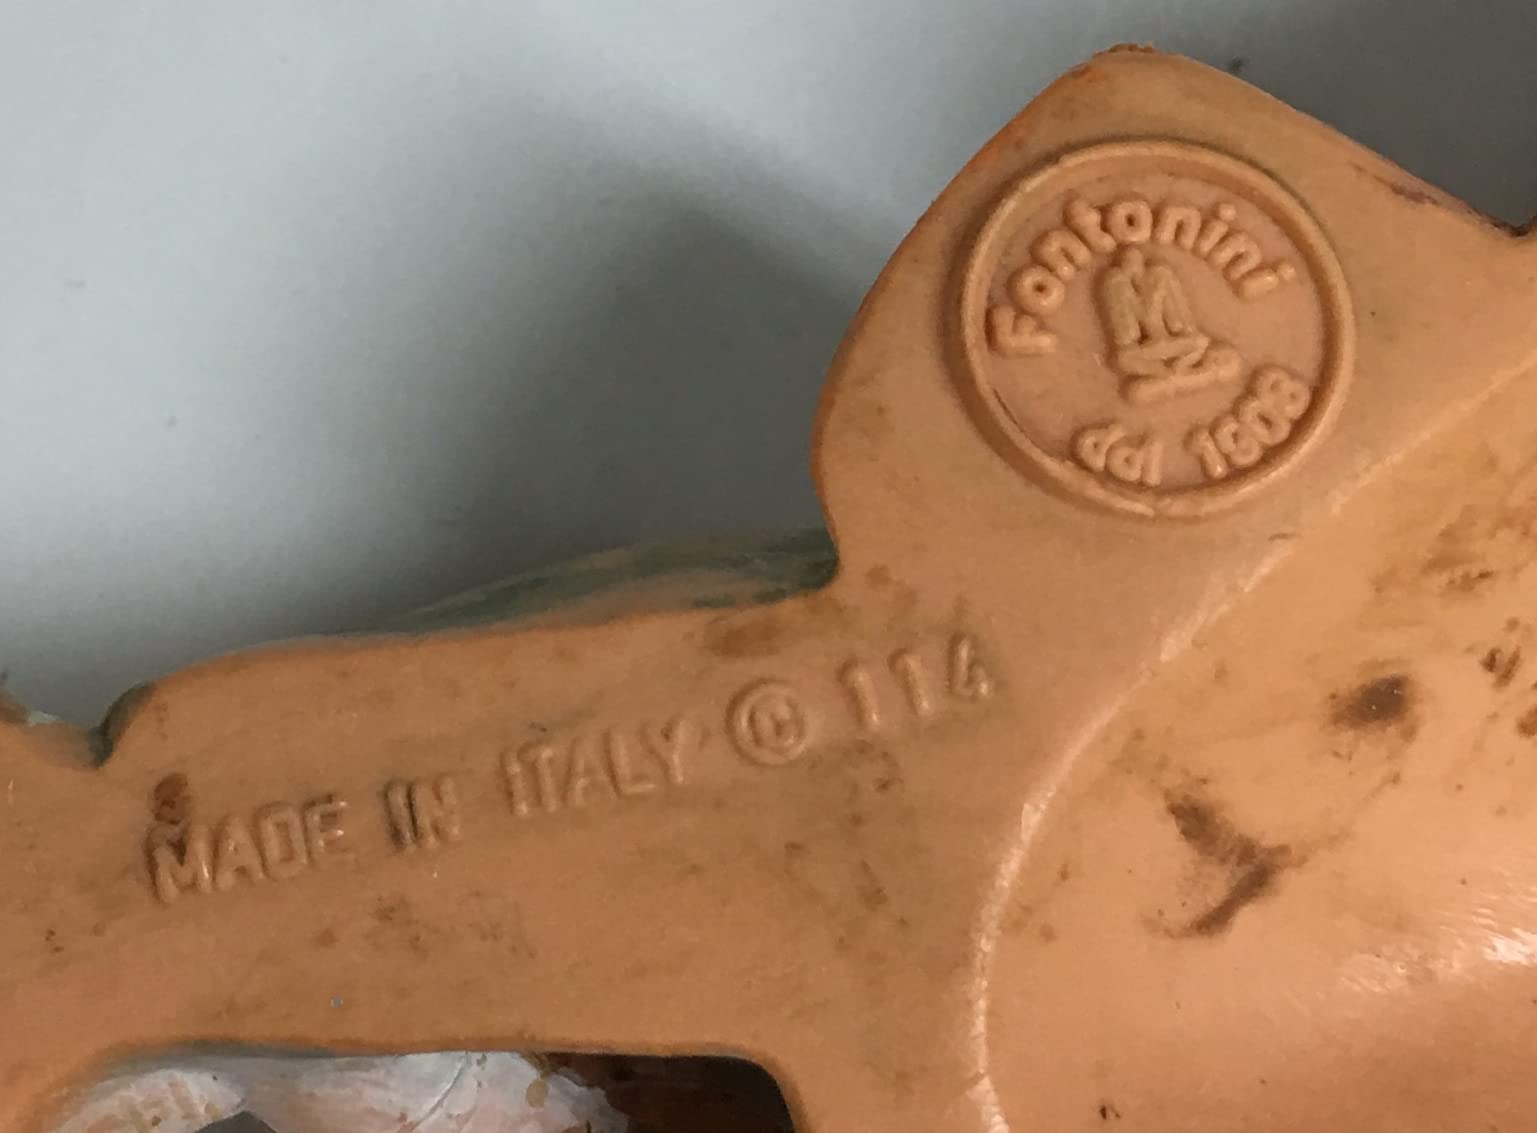 Fontanini
dal 1908
MADE IN ITALY © 114